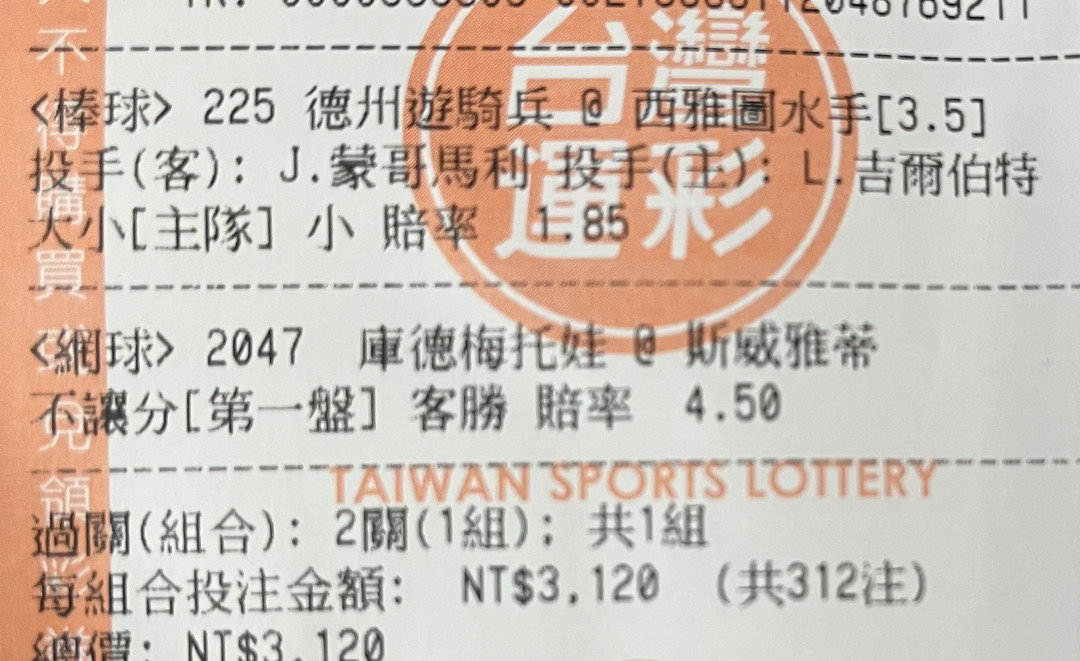 <棒球> 225 德州遊騎兵 @ 西雅圖水手[3.5]
投手(客): J.蒙哥馬利 投手(主): L.吉爾伯特
大小[主隊] 小 賠率 1.85
<網球> 2047 庫德梅托娃 @ 斯威雅蒂
不讓分[第一盤] 客勝 賠率 4.50
TAIWAN SPORTS LOTTERY
過關(組合): 2關(1組); 共1組
每組合投注金額: NT$3,120 (共312注)
總價: NT$3,120
台灣
運彩